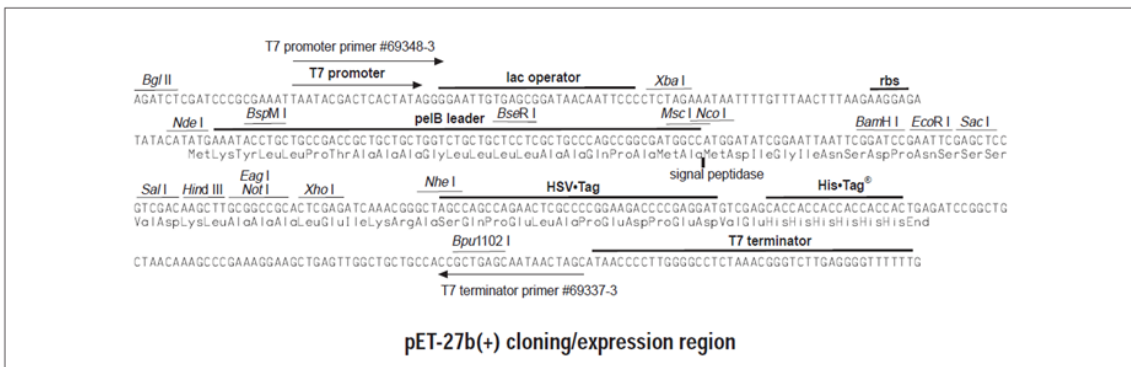 T7 promoter primer #69348-3
Bgl II T7 promoter lac operator Xba I rbs
AGATCTCGATCCCGCGAAATTAATACGACTCACTATAGGGGAATTGTGAGCGGATAACAATTCCCCTCTAGAAATAATTTTGTTTAACTTTAAGAAGGAGA
Nde I BspM I pelB leader BseR I Msc I Nco I BamH I EcoR I Sac I
TATACATATGAAATACCTGCTGCCGACCGCTGCTGCTGGTCTGCTGCTCCTCGCTGCCCAGCCGGCGATGGCCATGGATATCGGAATTAATTCGGATCCGAATTCGAGCTCC
MetLysTyrLeuLeuProThrAlaAlaAlaGlyLeuLeuLeuLeuAlaAlaGlnProAlaMetAlaMetAspIleGlyIleAsnSerAspProAsnSerSerSer
signal peptidase
Sal I Hind III Eag I Not I Xho I Nhe I HSV•Tag His•Tag®
GTCGACAAGCTTGCGGCCGCACTCGAGATCAAACGGGCTAGCCAGCCAGAACTCGCCCCGGAAGACCCCGAGGATGTCGAGCACCACCACCACCACCACTGAGATCCGGCTG
ValAspLysLeuAlaAlaAlaLeuGluIleLysArgAlaSerGlnProGluLeuAlaProGluAspProGluAspValGluHisHisHisHisHisHisEnd
Bpu1102 I T7 terminator
CTAACAAAGCCCGAAAGGAAGCTGAGTTGGCTGCTGCCACCGCTGAGCAATAACTAGCATAACCCCTTGGGGCCTCTAAACGGGTCTTGAGGGGTTTTTTG
T7 terminator primer #69337-3
pET-27b(+) cloning/expression region